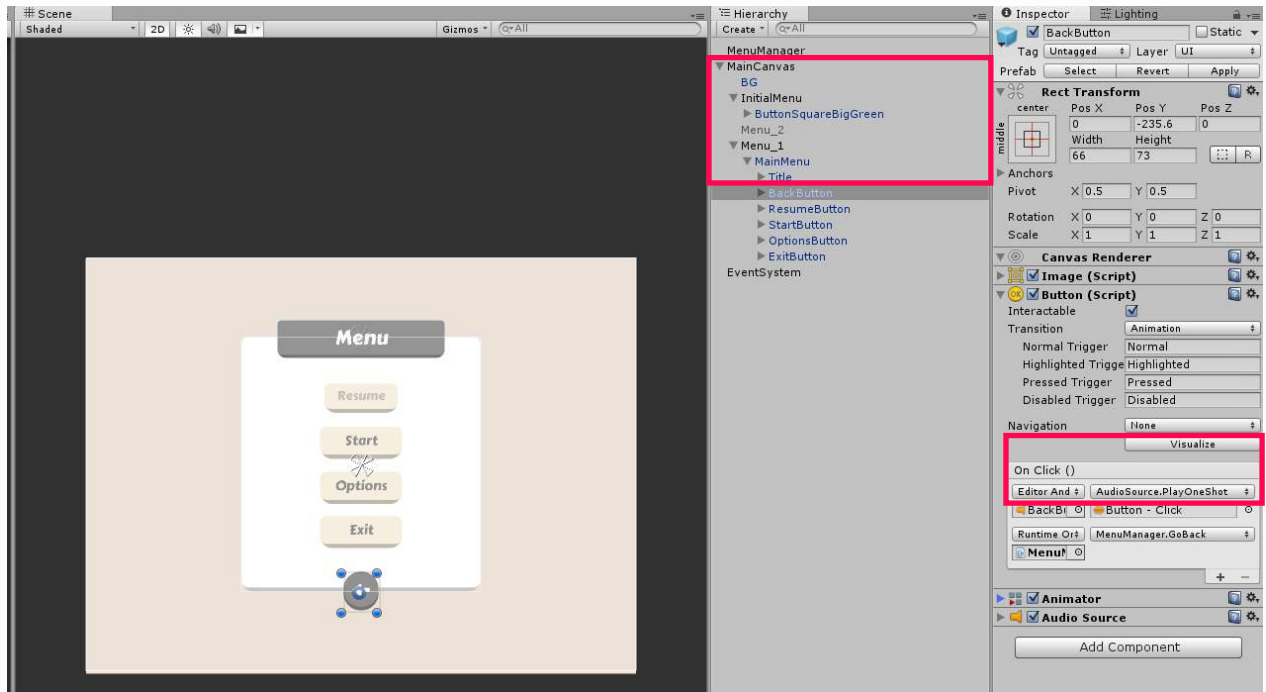 # Scene
Shaded 2D Gizmos All
Menu
Resume
Start
Options
Exit
Hierarchy
Create All
MenuManager
MainCanvas
BG
InitialMenu
ButtonSquareBigGreen
Menu_2
Menu_1
MainMenu
Title
BackButton
ResumeButton
StartButton
OptionsButton
ExitButton
EventSystem
Inspector Lighting
BackButton Static
Tag Untagged Layer UI
Prefab Select Revert Apply
Rect Transform
center Pos X Pos Y Pos Z
middle 0 -235.6 0
Width Height
66 73 R
Anchors
Pivot X 0.5 Y 0.5
Rotation X 0 Y 0 Z 0
Scale X 1 Y 1 Z 1
Canvas Renderer
Image (Script)
OK Button (Script)
Interactable
Transition Animation
Normal Trigger Normal
Highlighted Trigge Highlighted
Pressed Trigger Pressed
Disabled Trigger Disabled
Navigation None
Visualize
On Click ()
Editor And AudioSource.PlayOneShot
BackB Button - Click
Runtime On MenuManager.GoBack
Menu
+ -
Animator
Audio Source
Add Component